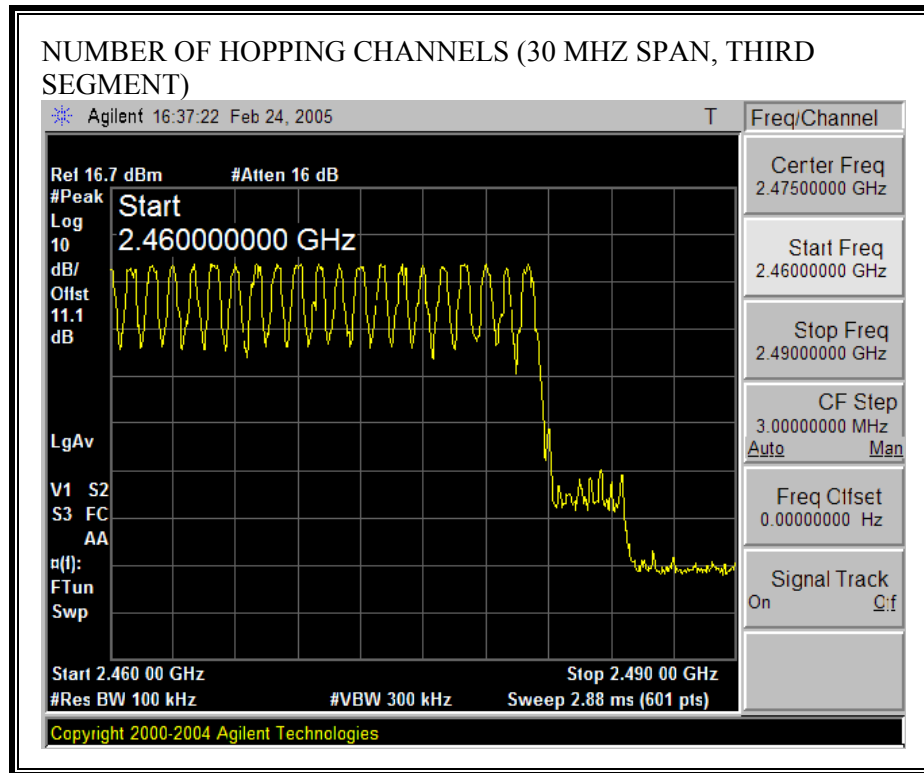 NUMBER OF HOPPING CHANNELS (30 MHZ SPAN, THIRD
SEGMENT)
Agilent 16:37:22 Feb 24, 2005 T
Freq/Channel
Ref 16.7 dBm #Atten 16 dB
#Peak
Log
10
dB/
Offst
11.1
dB
Start
2.460000000 GHz
LgAv
V1 S2
S3 FC
AA
¤(f):
FTun
Swp
Start 2.460 00 GHz Stop 2.490 00 GHz
#Res BW 100 kHz #VBW 300 kHz Sweep 2.88 ms (601 pts)
Copyright 2000-2004 Agilent Technologies
Center Freq
2.47500000 GHz
Start Freq
2.46000000 GHz
Stop Freq
2.49000000 GHz
CF Step
3.00000000 MHz
Auto Man
Freq Offset
0.00000000 Hz
Signal Track
On Off